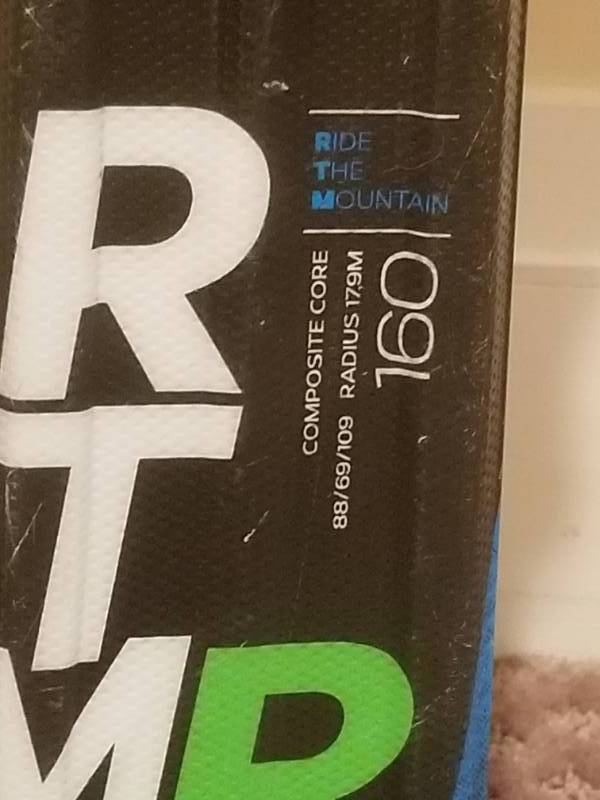 R
T
M
RIDE
THE
MOUNTAIN
COMPOSITE CORE
88/69/109 RADIUS 17,9M
160